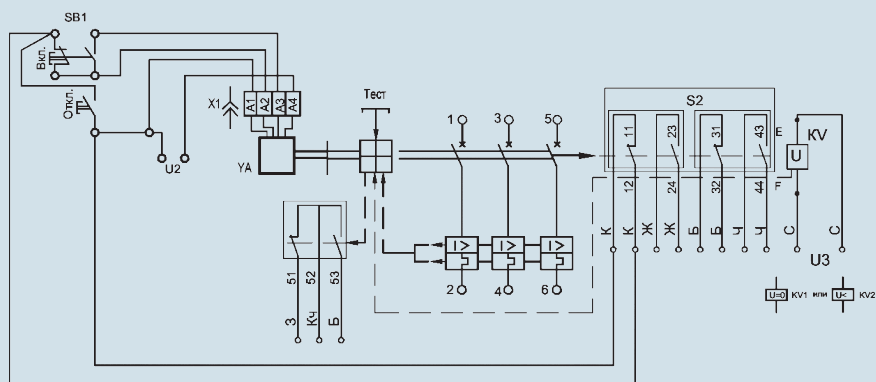 SB1
Вкл.
Откл.
X1
A1 A2 A3 A4
U2
YA
Тест
1 3 5
2 4 6
51 52 53
З Кч Б
S2
11 23 31 43
E
KV
U
12 24 32 44
F
К К Ж Ж Б Б Ч Ч С С
U3
I> I> I>
U=0 KV1 или U< KV2